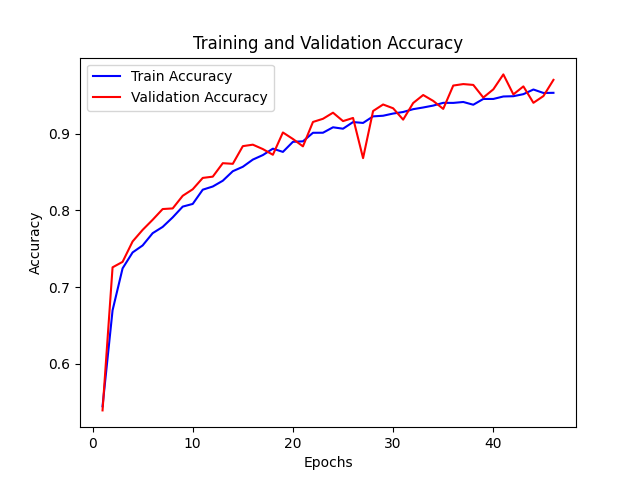 Training and Validation Accuracy
Train Accuracy
Validation Accuracy
0.9
0.8
0.7
0.6
Accuracy
0 10 20 30 40
Epochs